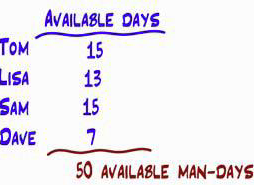 AVAILABLE DAYS
TOM 15
LISA 13
SAM 15
DAVE 7
50 AVAILABLE MAN-DAYS